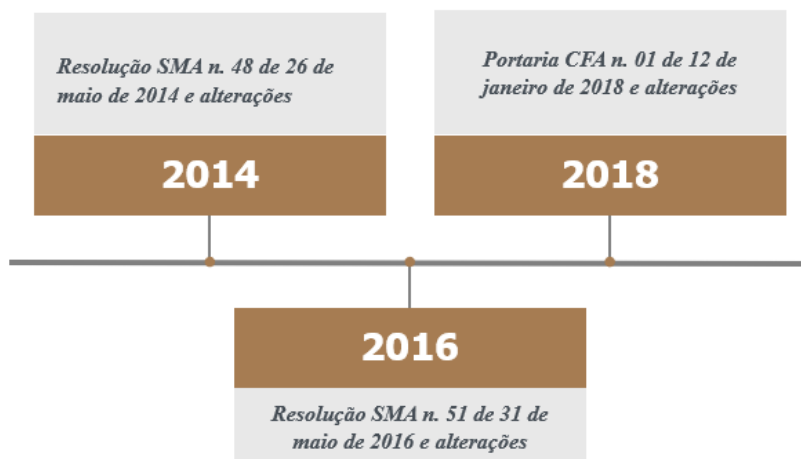 Resolução SMA n. 48 de 26 de
maio de 2014 e alterações
2014
Portaria CFA n. 01 de 12 de
janeiro de 2018 e alterações
2018
2016
Resolução SMA n. 51 de 31 de
maio de 2016 e alterações